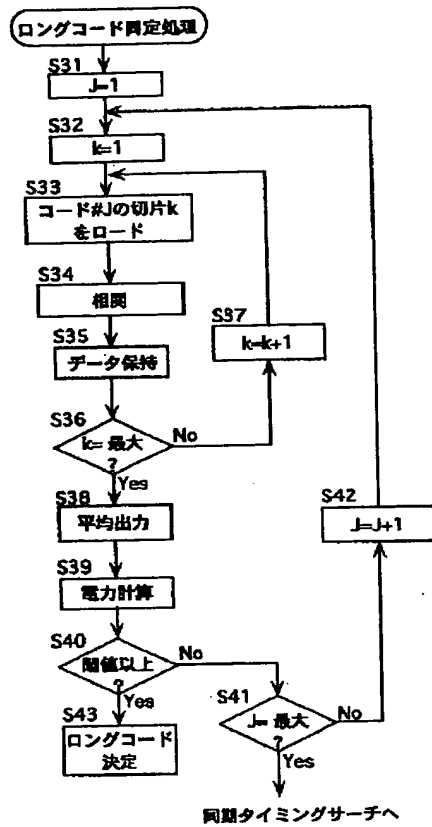 ロングコード同定処理
S31
J=1
S32
k=1
S33
コード#Jの切片k
をロード
S34
相関
S35
データ保持
S37
k=k+1
S36
k= 最大
?
No
Yes
S38
平均出力
S39
電力計算
S42
J=J+1
S40
閾値以上
?
No
Yes
S41
J= 最大
?
No
Yes
S43
ロングコード
決定
同期タイミングサーチへ